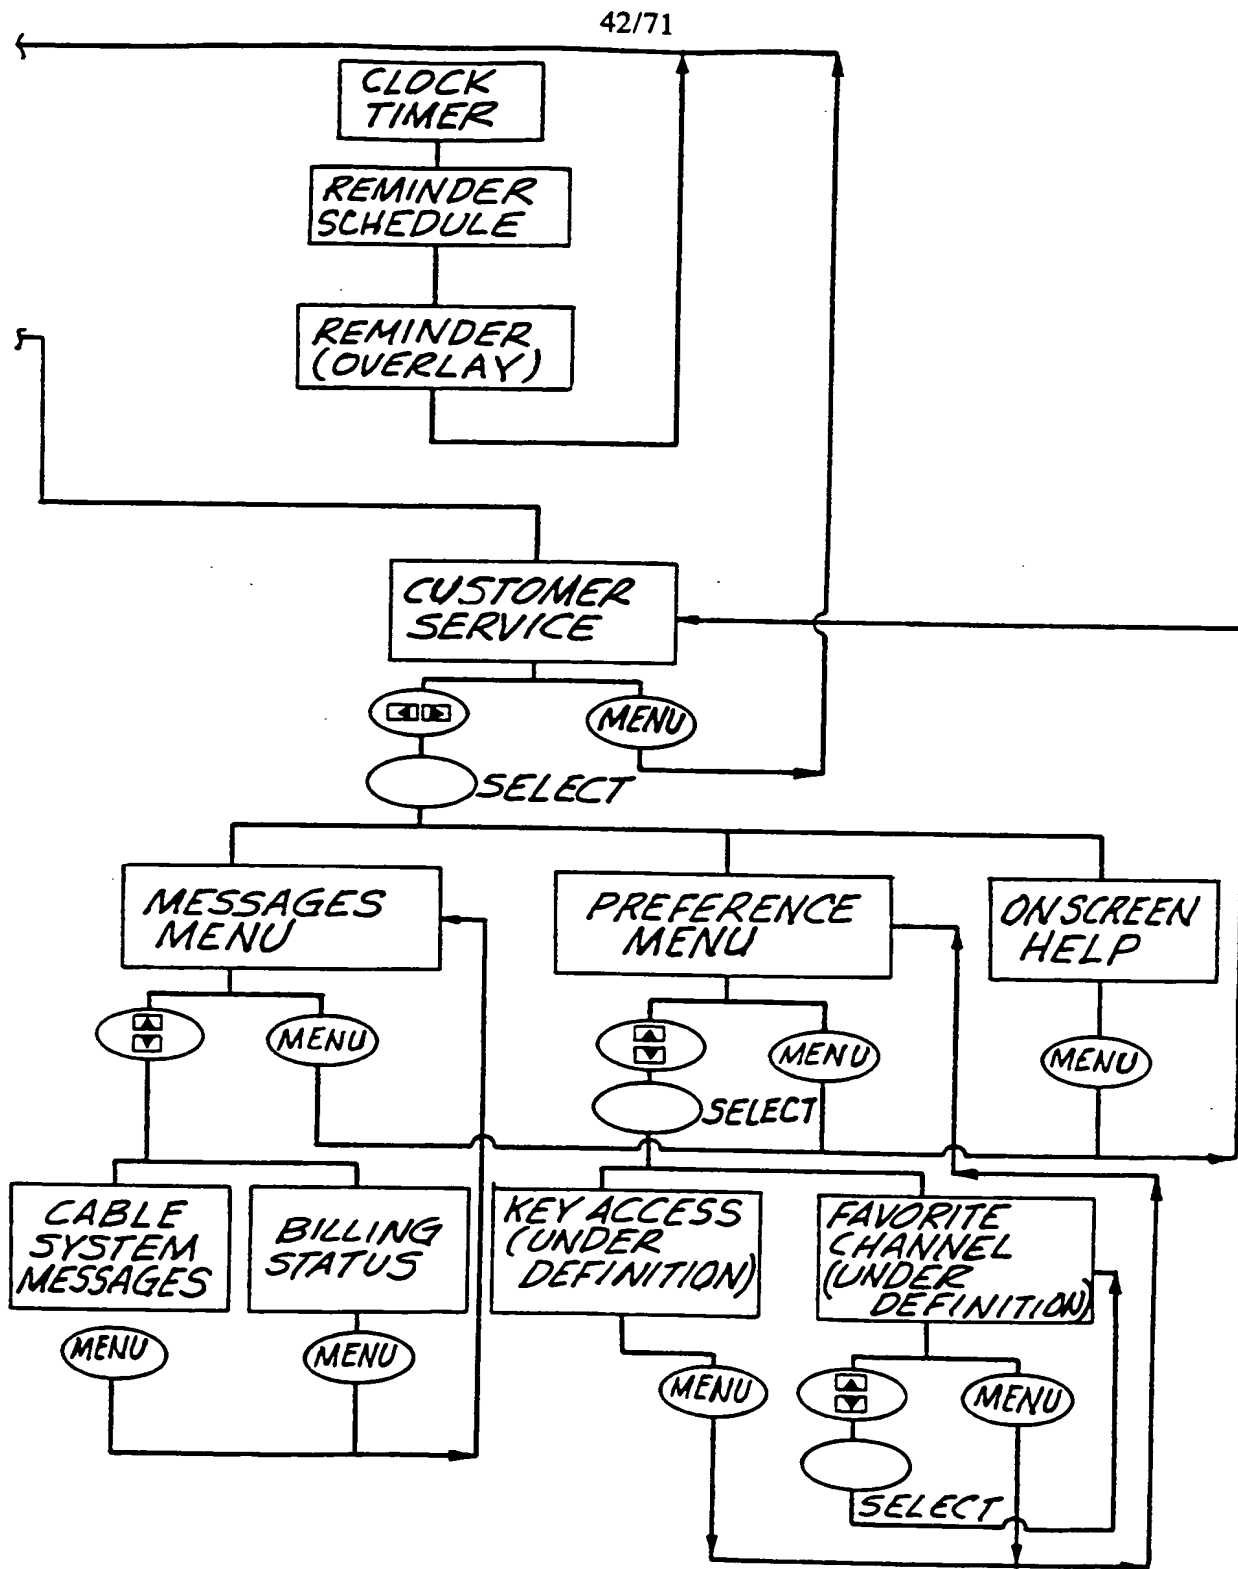 42/71
CLOCK
TIMER
REMINDER
SCHEDULE
REMINDER
(OVERLAY)
CUSTOMER
SERVICE
MENU
SELECT
MESSAGES
MENU
PREFERENCE
MENU
ON SCREEN
HELP
MENU
MENU
MENU
SELECT
CABLE
SYSTEM
MESSAGES
BILLING
STATUS
KEY ACCESS
(UNDER
DEFINITION)
FAVORITE
CHANNEL
(UNDER
DEFINITION)
MENU
MENU
MENU
MENU
SELECT